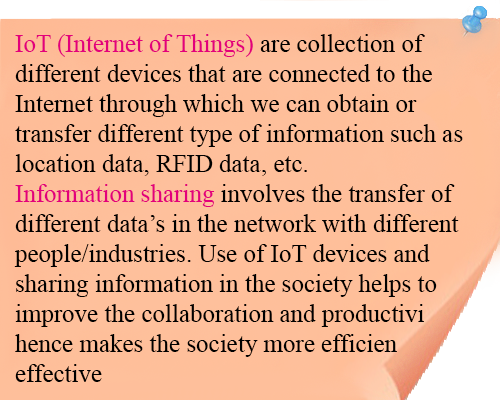 IoT (Internet of Things) are collection of
different devices that are connected to the
Internet through which we can obtain or
transfer different type of information such as
location data, RFID data, etc.
Information sharing involves the transfer of
different data’s in the network with different
people/industries. Use of IoT devices and
sharing information in the society helps to
improve the collaboration and productivi
hence makes the society more efficien
effective